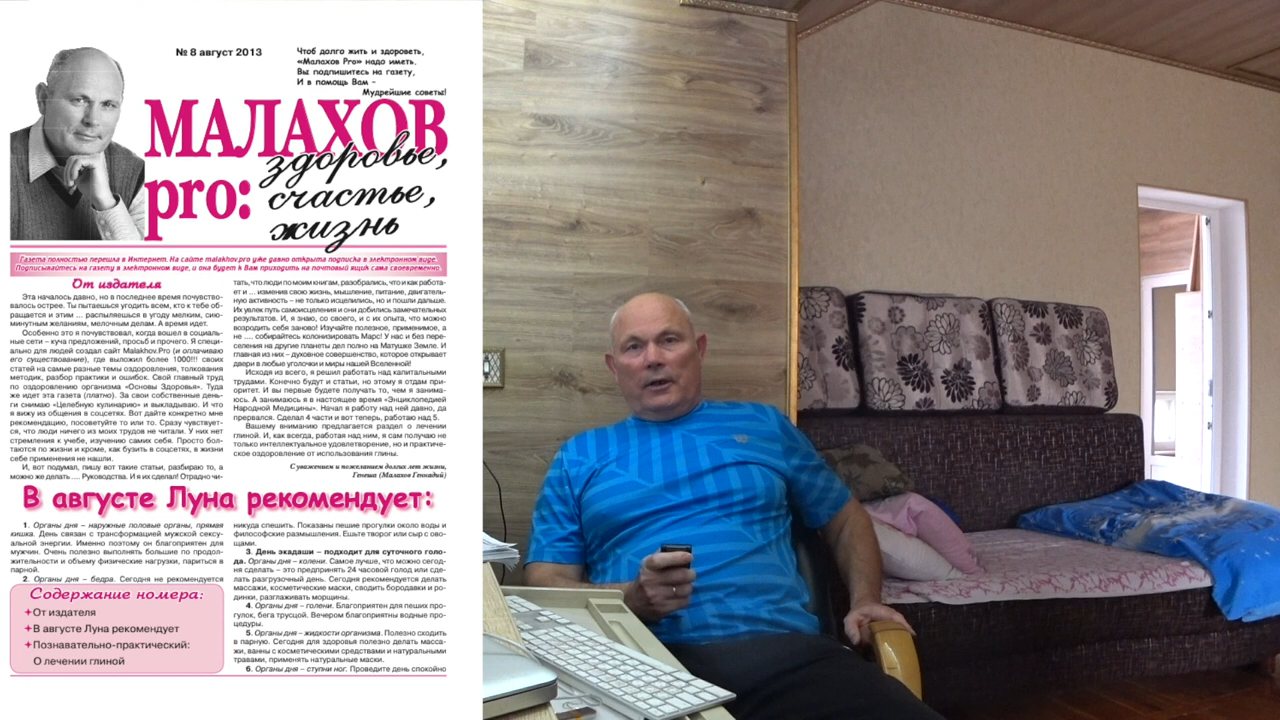 № 8 август 2013
Чтоб долго жить и здороветь,
«Малахов Pro» надо иметь.
Вы подпишитесь на газету,
И в помощь Вам –
Мудрейшие советы!
МАЛАХОВ
pro:
здоровье,
счастье,
жизнь
Газета полностью перешла в Интернет. На сайте malakhov.pro уже давно открыта подписка в электронном виде.
Подписывайтесь на газету в электронном виде, и она будет к Вам приходить на почтовый ящик сама своевременно.
От издателя
Эта началось давно, но в последнее время почувство-
валось острее. Ты пытаешься угодить всем, кто к тебе об-
ращается и этим ... распыляешься в угоду мелким, сию-
минутным желаниям, мелочным делам. А время идет.
Особенно это я почувствовал, когда вошел в социаль-
ные сети – куча предложений, просьб и прочего. Я специ-
ально для людей создал сайт Malakhov.Pro (и оплачиваю
его существование), где выложил более 1000!!! своих
статей на самые разные темы оздоровления, толкования
методик, разбор практики и ошибок. Свой главный труд
по оздоровлению организма «Основы Здоровья». Туда
же идет эта газета (платно). За свои собственные день-
ги снимаю «Целебную кулинарию» и выкладываю. И что
я вижу из общения в соцсетях. Вот дайте конкретно мне
рекомендацию, посоветуйте то или то. Сразу чувствует-
ся, что люди ничего из моих трудов не читали. У них нет
стремления к учебе, изучению самих себя. Просто бол-
таются по жизни и кроме, как бузить в соцсетях, в жизни
себе применения не нашли.
И, вот подумал, пишу вот такие статьи, разбираю то, а
можно же делать .... Руководства. И я их сделал! Отрадно чи-
тать, что люди по моим книгам, разобрались, что и как работа-
ет и ... изменив свою жизнь, мышление, питание, двигатель-
ную активность – не только исцелились, но и пошли дальше.
Их увлек путь самоисцеления и они добились замечательных
результатов. И, я знаю, со своего, и с их опыта, что можно
возродить себя заново! Изучайте полезное, применимое, а
не .... собирайтесь колонизировать Марс! У нас и без пере-
селения на другие планеты дел полно на Матушке Земле. И
главная из них – духовное совершенство, которое открывает
двери в любые уголочки и миры нашей Вселенной!
Исходя из всего, я решил работать над капитальными
трудами. Конечно будут и статьи, но этому я отдам при-
оритет. И вы первые будете получать то, чем я занима-
юсь. А занимаюсь я в настоящее время «Энциклопедией
Народной Медицины». Начал я работу над ней давно, да
прервался. Сделал 4 части и вот теперь, работаю над 5.
Вашему вниманию предлагается раздел о лечении
глиной. И, как всегда, работая над ним, я сам получаю не
только интеллектуальное удовлетворение, но и практиче-
ское оздоровление от использования глины.
С уважением и пожеланием долгих лет жизни,
Генеша (Малахов Геннадий)
В августе Луна рекомендует:
1. Органы дня – наружные половые органы, прямая
кишка. День связан с трансформацией мужской сексу-
альной энергии. Именно поэтому он благоприятен для
мужчин. Очень полезно выполнять большие по продол-
жительности и объему физические нагрузки, париться в
парной.
2. Органы дня – бедра. Сегодня не рекомендуется
никуда спешить. Показаны пешие прогулки около воды и
философские размышления. Ешьте творог или сыр с ово-
щами.
3. День экадаши – подходит для суточного голо-
да. Органы дня – колени. Самое лучше, что можно сегод-
ня сделать – это предпринять 24 часовой голод или сде-
лать разгрузочный день. Сегодня рекомендуется делать
массажи, косметические маски, сводить бородавки и ро-
динки, разглаживать морщины.
4. Органы дня – голени. Благоприятен для пеших про-
гулок, бега трусцой. Вечером благоприятны водные про-
цедуры.
5. Органы дня – жидкости организма. Полезно сходить
в парную. Сегодня для здоровья полезно делать масса-
жи, ванны с косметическими средствами и натуральными
травами, применять натуральные маски.
6. Органы дня – ступни ног. Проведите день спокойно
Содержание номера:
От издателя
В августе Луна рекомендует
Познавательно-практический:
О лечении глиной